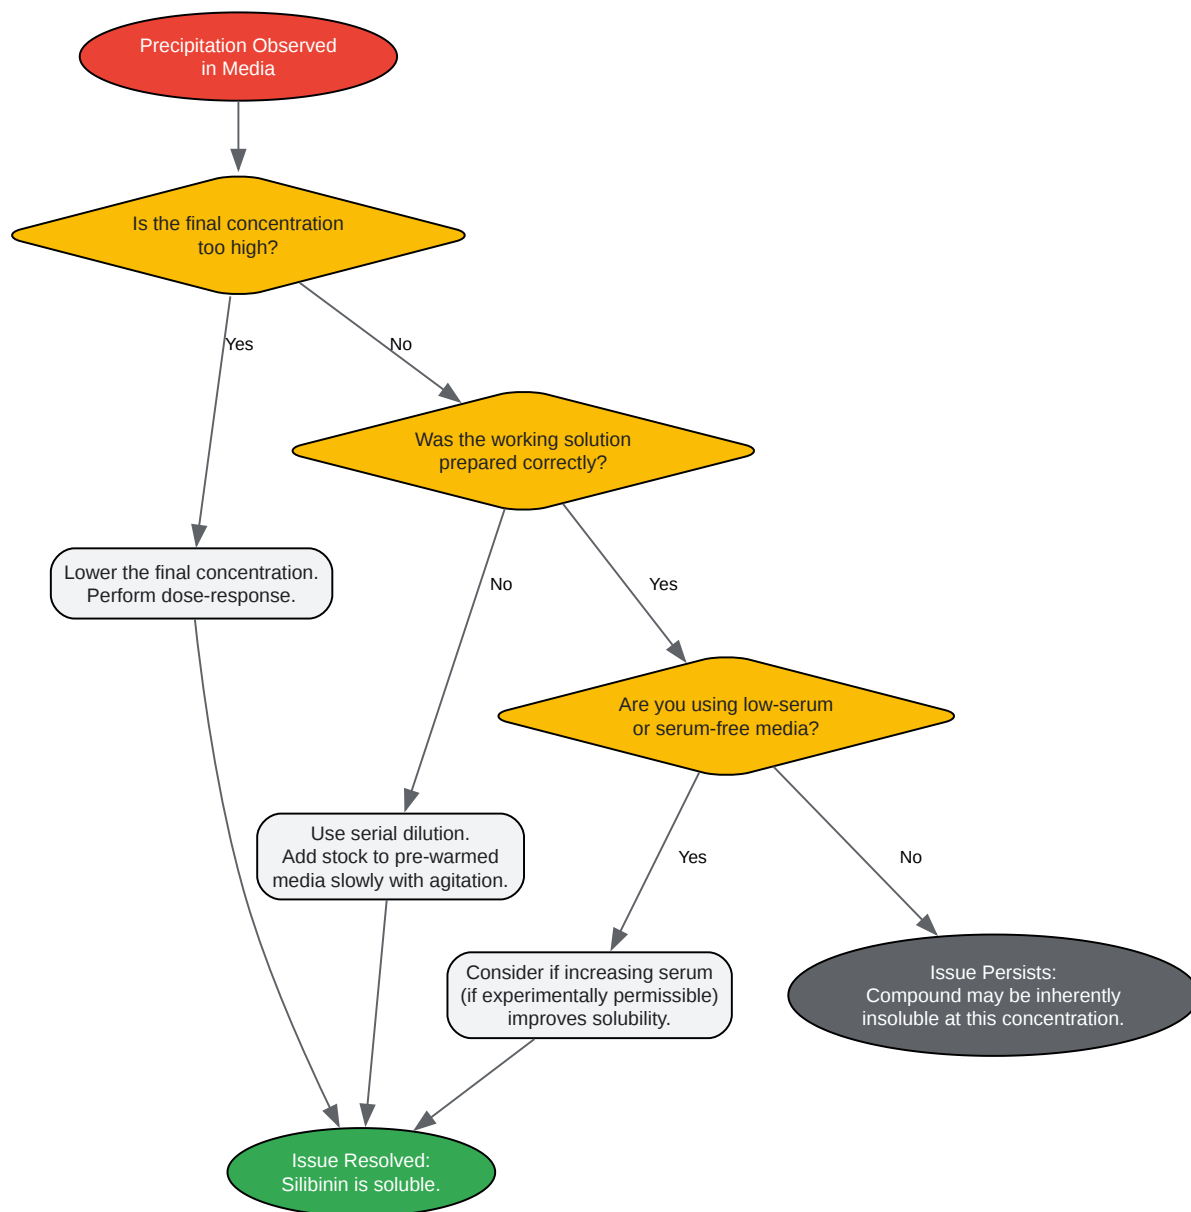 Precipitation Observed
in Media
Is the final concentration
too high?
Yes
No
Was the working solution
prepared correctly?
Lower the final concentration.
Perform dose-response.
No
Yes
Are you using low-serum
or serum-free media?
Use serial dilution.
Add stock to pre-warmed
media slowly with agitation.
Yes
No
Consider if increasing serum
(if experimentally permissible)
improves solubility.
Issue Persists:
Compound may be inherently
insoluble at this concentration.
Issue Resolved:
Silibinin is soluble.